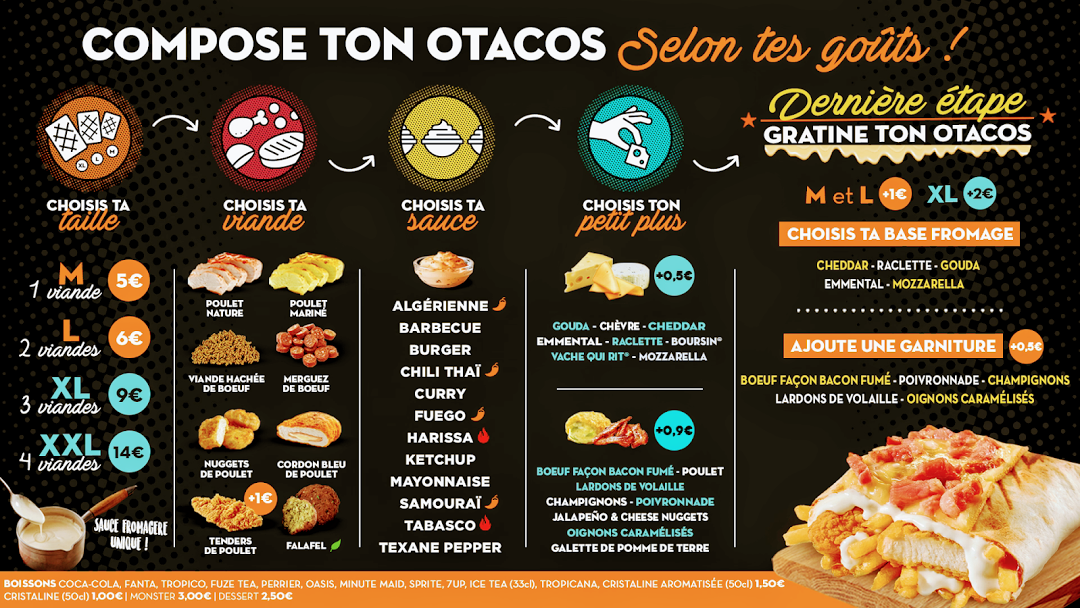 COMPOSE TON OTACOS Selon tes goûts !
CHOISIS TA
taille
XL L M
M
1 viande
5€
L
2 viandes
6€
XL
3 viandes
9€
XXL
4 viandes
14€
SAUCE FROMAGÈRE
UNIQUE !
CHOISIS TA
viande
POULET
NATURE
POULET
MARINÉ
VIANDE HACHÉE
DE BOEUF
MERGUEZ
DE BOEUF
NUGGETS
DE POULET
CORDON BLEU
DE POULET
+1€
TENDERS
DE POULET
FALAFEL
CHOISIS TA
sauce
ALGÉRIENNE
BARBECUE
BURGER
CHILI THAÏ
CURRY
FUEGO
HARISSA
KETCHUP
MAYONNAISE
SAMOURAÏ
TABASCO
TEXANE PEPPER
CHOISIS TON
petit plus
+0,5€
GOUDA - CHÈVRE - CHEDDAR
EMMENTAL - RACLETTE - BOURSIN®
VACHE QUI RIT® - MOZZARELLA
+0,9€
BOEUF FAÇON BACON FUMÉ - POULET
LARDONS DE VOLAILLE
CHAMPIGNONS - POIVRONNADE
JALAPEÑO & CHEESE NUGGETS
OIGNONS CARAMÉLISÉS
GALETTE DE POMME DE TERRE
Dernière étape
GRATINE TON OTACOS
M et L +1€ XL +2€
CHOISIS TA BASE FROMAGE
CHEDDAR - RACLETTE - GOUDA
EMMENTAL - MOZZARELLA
AJOUTE UNE GARNITURE +0,5€
BOEUF FAÇON BACON FUMÉ - POIVRONNADE - CHAMPIGNONS
LARDONS DE VOLAILLE - OIGNONS CARAMÉLISÉS
BOISSONS COCA-COLA, FANTA, TROPICO, FUZE TEA, PERRIER, OASIS, MINUTE MAID, SPRITE, 7UP, ICE TEA (33cl), TROPICANA, CRISTALINE AROMATISÉE (50cl) 1,50€
CRISTALINE (50cl) 1,00€ | MONSTER 3,00€ | DESSERT 2,50€